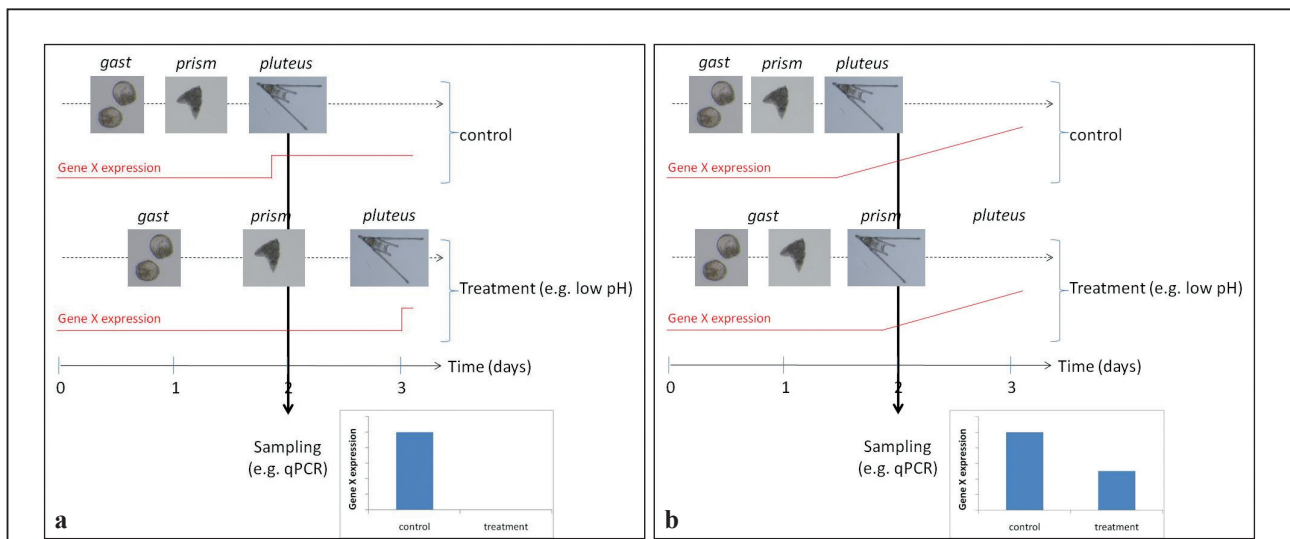 gast prism pluteus
control
Gene X expression
gast prism pluteus
Treatment (e.g. low pH)
Gene X expression
Time (days)
0 1 2 3
Sampling
(e.g. qPCR)
Gene X expression
control treatment
a
gast prism pluteus
control
Gene X expression
gast prism pluteus
Treatment (e.g. low pH)
Gene X expression
Time (days)
0 1 2 3
Sampling
(e.g. qPCR)
Gene X expression
control treatment
b